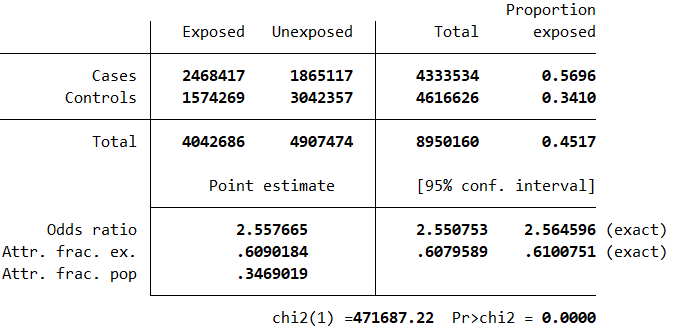 Proportion
Exposed Unexposed Total exposed
Cases 2468417 1865117 4333534 0.5696
Controls 1574269 3042357 4616626 0.3410
Total 4042686 4907474 8950160 0.4517
Point estimate [95% conf. interval]
Odds ratio 2.557665 2.550753 2.564596 (exact)
Attr. frac. ex. .6090184 .6079589 .6100751 (exact)
Attr. frac. pop .3469019
chi2(1) =471687.22 Pr>chi2 = 0.0000